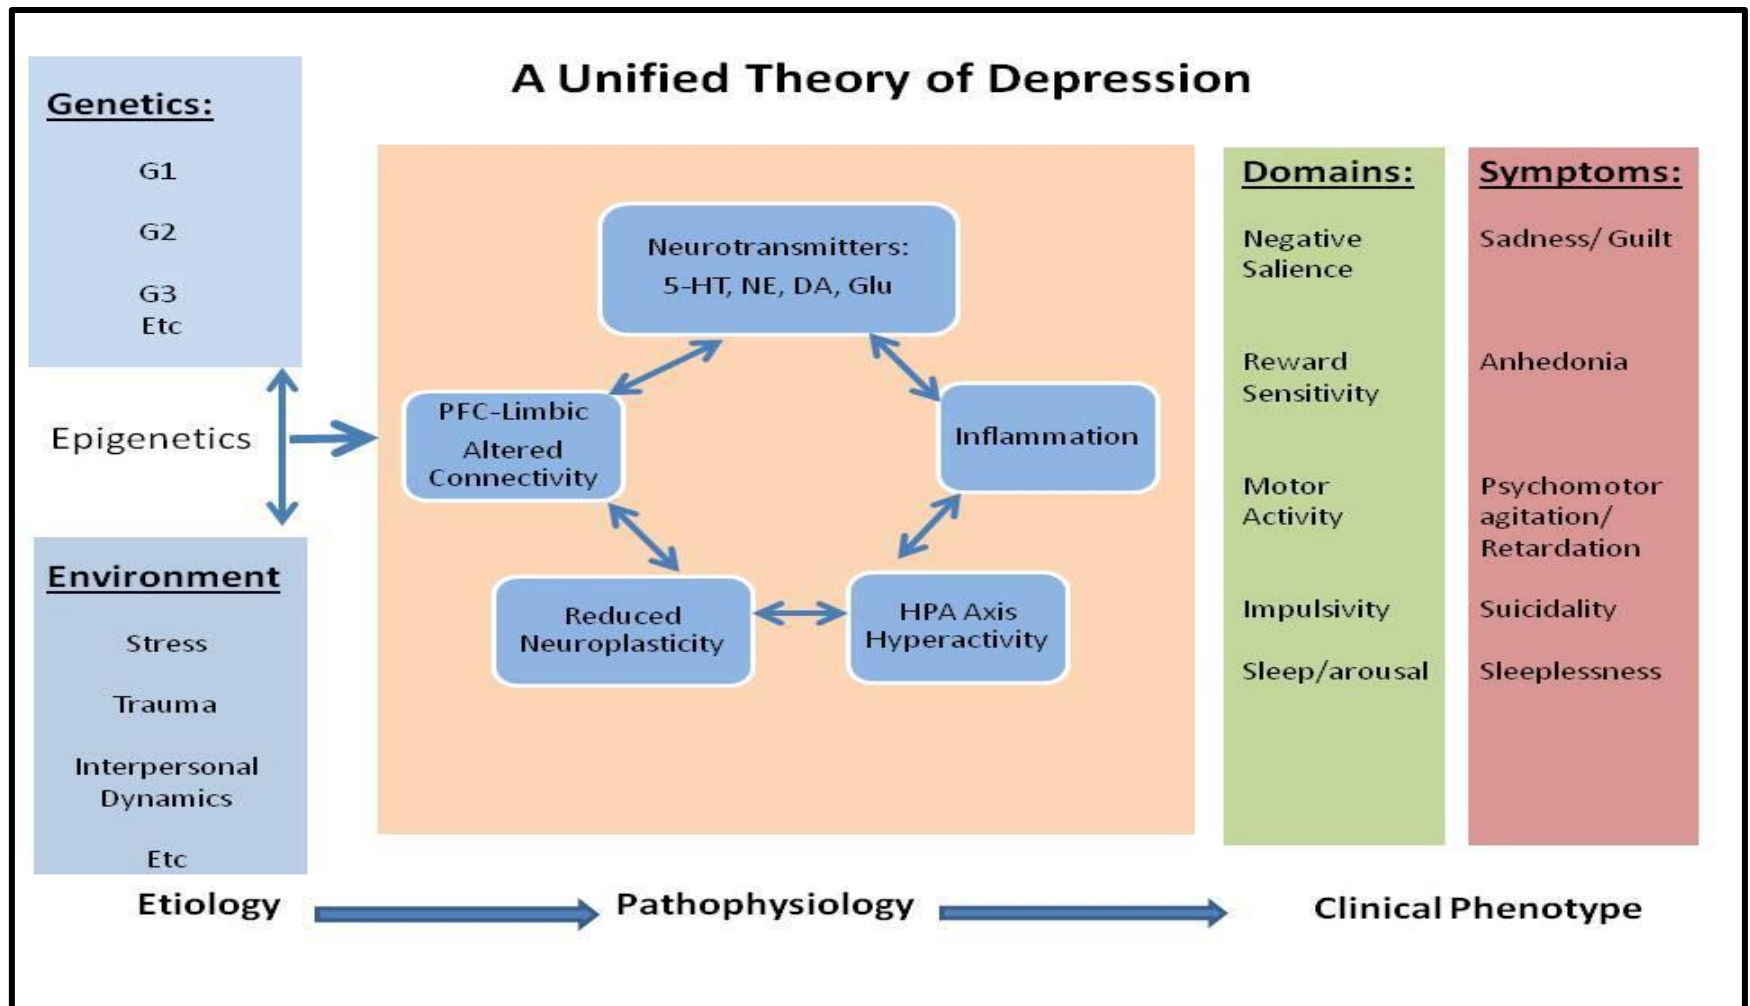 A Unified Theory of Depression
Genetics:
G1
G2
G3
Etc
Epigenetics
Environment
Stress
Trauma
Interpersonal
Dynamics
Etc
Neurotransmitters:
5-HT, NE, DA, Glu
PFC-Limbic
Altered
Connectivity
Inflammation
Reduced
Neuroplasticity
HPA Axis
Hyperactivity
Domains:
Negative
Salience
Reward
Sensitivity
Motor
Activity
Impulsivity
Sleep/arousal
Symptoms:
Sadness/ Guilt
Anhedonia
Psychomotor
agitation/
Retardation
Suicidality
Sleeplessness
Etiology
Pathophysiology
Clinical Phenotype